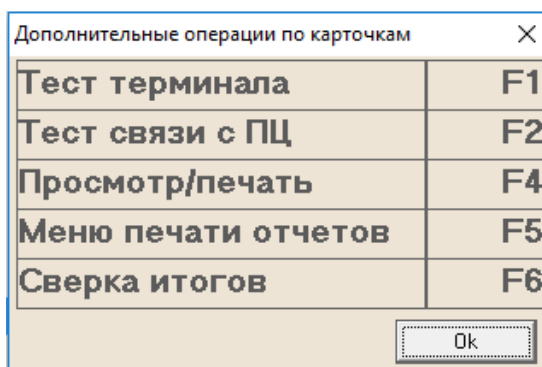 Дополнительные операции по карточкам
Тест терминала F1
Тест связи с ПЦ F2
Просмотр/печать F4
Меню печати отчетов F5
Сверка итогов F6
Ok